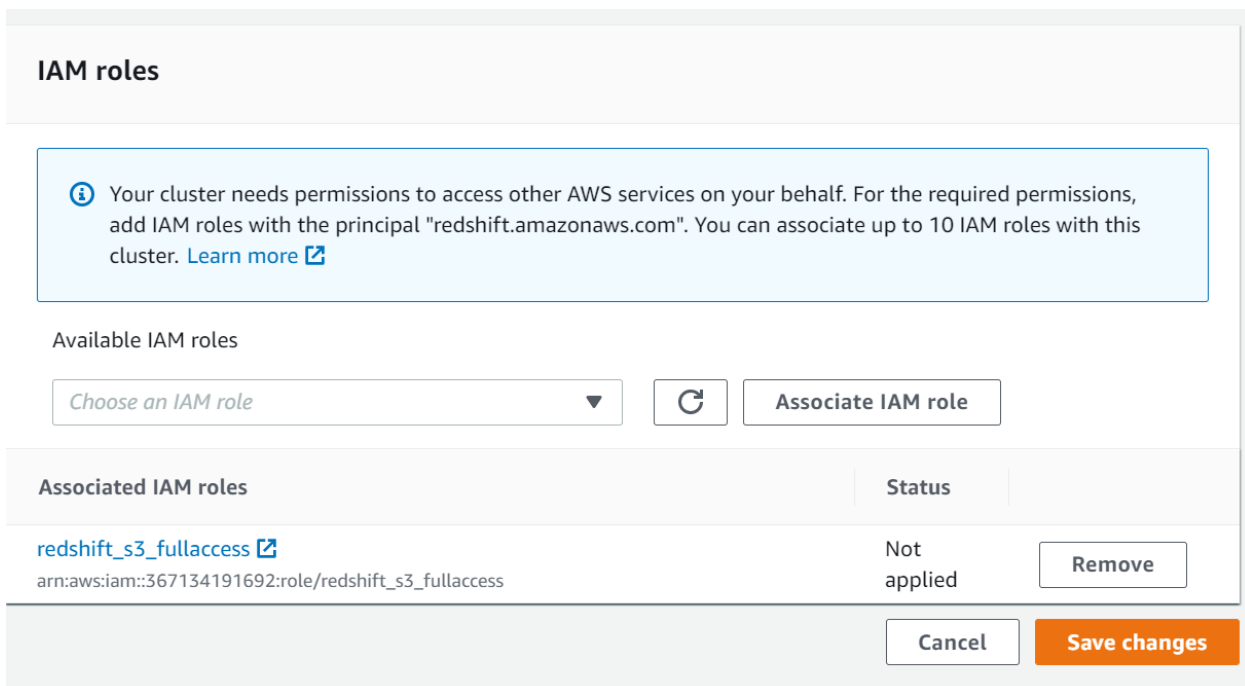 IAM roles
Your cluster needs permissions to access other AWS services on your behalf. For the required permissions,
add IAM roles with the principal "redshift.amazonaws.com". You can associate up to 10 IAM roles with this
cluster. Learn more
Available IAM roles
Choose an IAM role
Associate IAM role
Associated IAM roles
Status
redshift_s3_fullaccess
arn:aws:iam::367134191692:role/redshift_s3_fullaccess
Not
applied
Remove
Cancel
Save changes